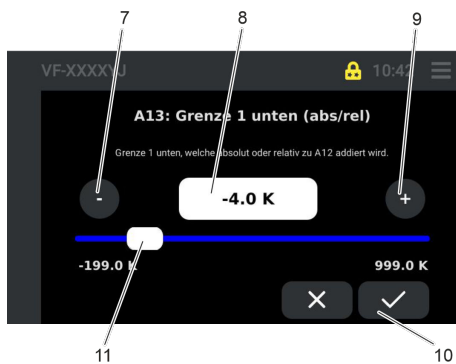 7 8 9
VF-XXXXYJ 10:42
A13: Grenze 1 unten (abs/rel)
Grenze 1 unten, welche absolut oder relativ zu A12 addiert wird.
- -4.0 K +
-199.0 K 999.0 K
11 10